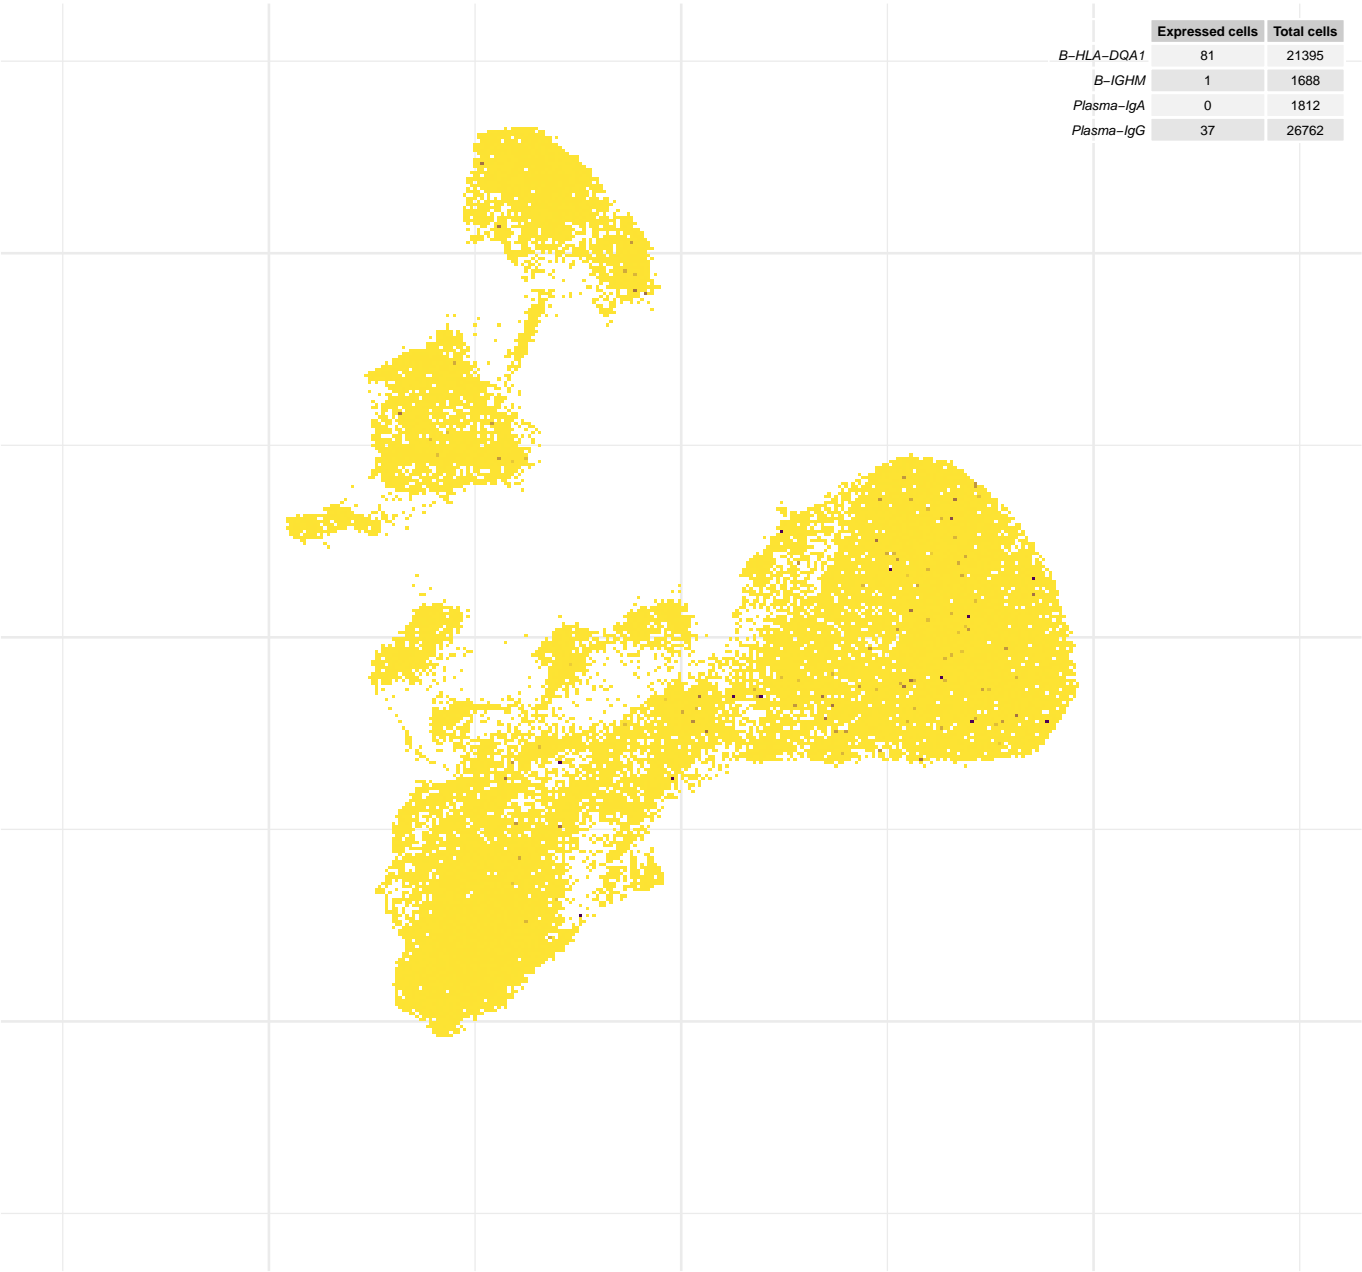 Expressed cells Total cells
B−HLA−DQA1 81 21395
B−IGHM 1 1688
Plasma−IgA 0 1812
Plasma−IgG 37 26762